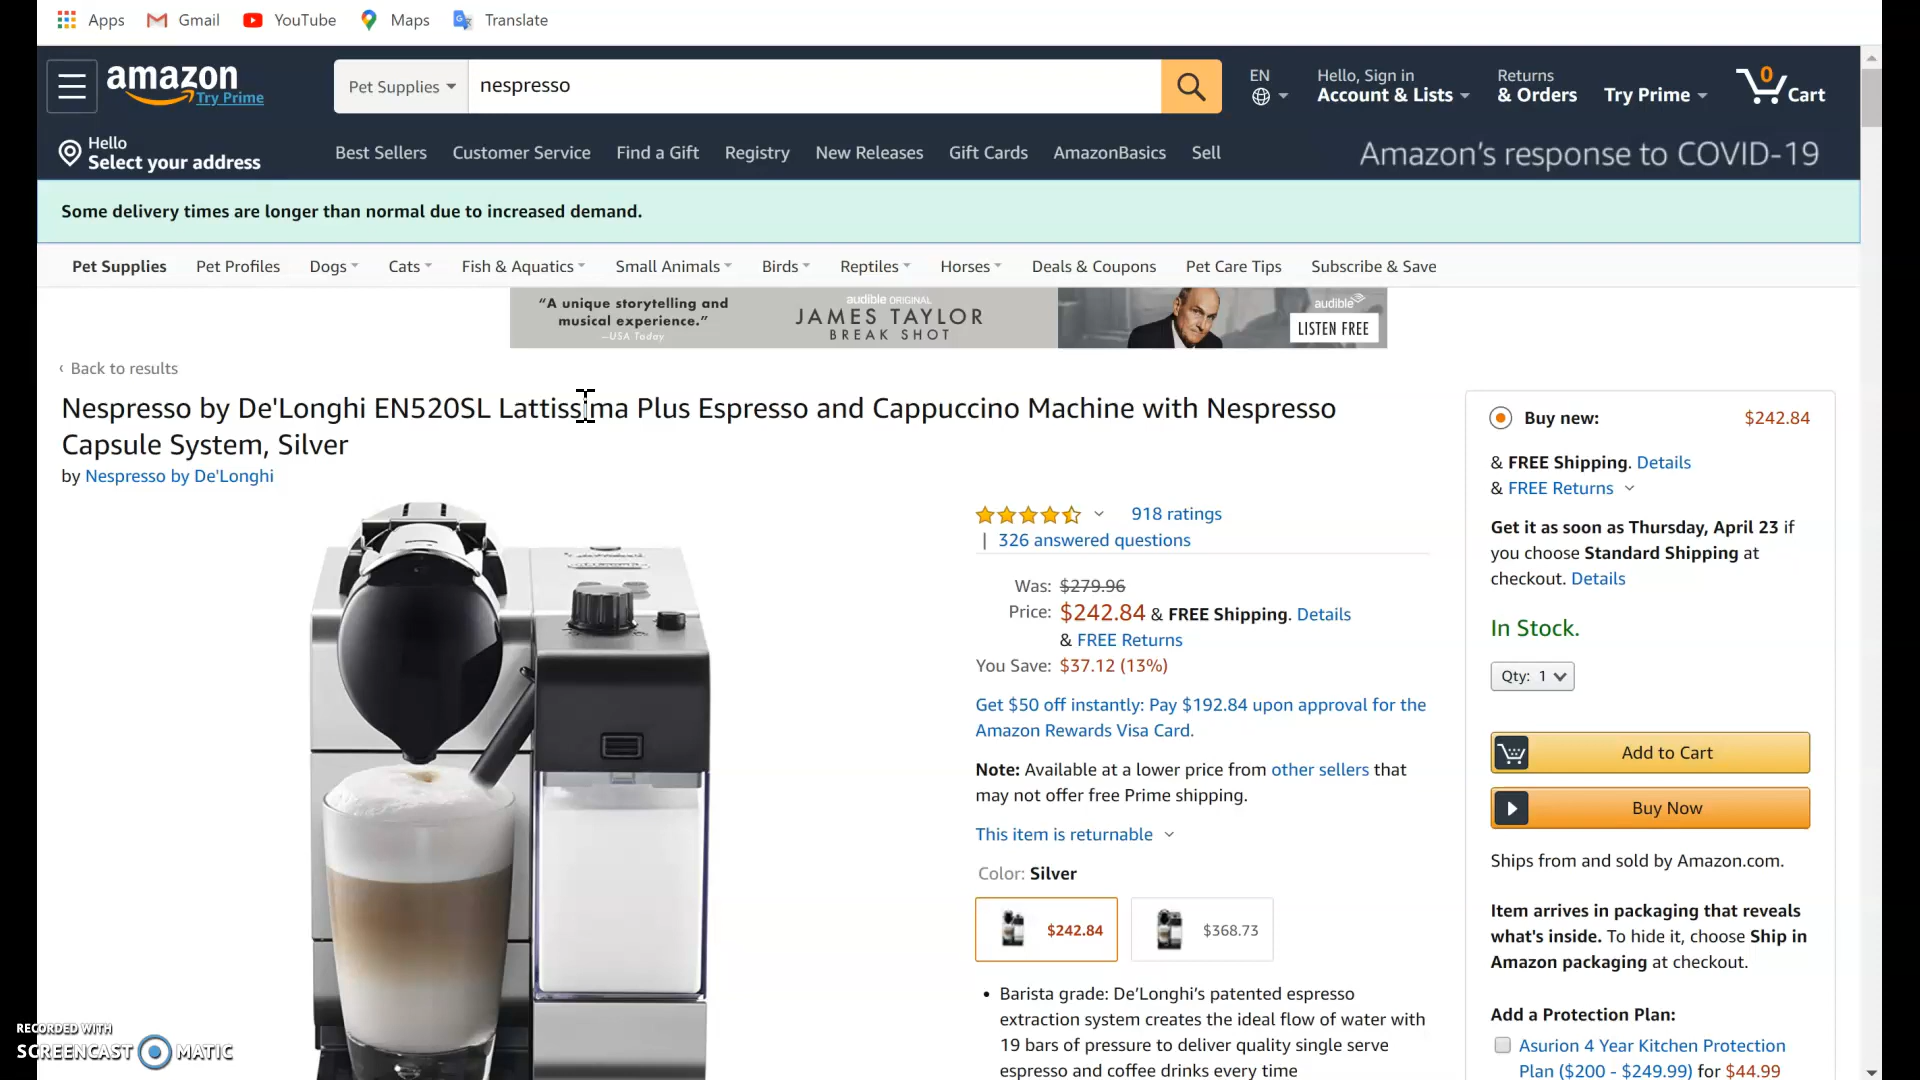 Apps Gmail YouTube Maps Translate
amazon
Try Prime
Pet Supplies
nespresso
EN
Hello, Sign in
Account & Lists
Returns
& Orders
Try Prime
0
Cart
Hello
Select your address
Best Sellers Customer Service Find a Gift Registry New Releases Gift Cards AmazonBasics Sell
Amazon's response to COVID-19
Some delivery times are longer than normal due to increased demand.
Pet Supplies Pet Profiles Dogs Cats Fish & Aquatics Small Animals Birds Reptiles Horses Deals & Coupons Pet Care Tips Subscribe & Save
“A unique storytelling and
musical experience.”
—USA Today
audible ORIGINAL
JAMES TAYLOR
BREAK SHOT
audible
LISTEN FREE
‹ Back to results
Nespresso by De'Longhi EN520SL Lattissima Plus Espresso and Cappuccino Machine with Nespresso
Capsule System, Silver
by Nespresso by De'Longhi
918 ratings
| 326 answered questions
Was: $279.96
Price: $242.84 & FREE Shipping. Details
& FREE Returns
You Save: $37.12 (13%)
Get $50 off instantly: Pay $192.84 upon approval for the
Amazon Rewards Visa Card.
Note: Available at a lower price from other sellers that
may not offer free Prime shipping.
This item is returnable
Color: Silver
$242.84
$368.73
• Barista grade: De’Longhi’s patented espresso
extraction system creates the ideal flow of water with
19 bars of pressure to deliver quality single serve
espresso and coffee drinks every time
Buy new: $242.84
& FREE Shipping. Details
& FREE Returns
Get it as soon as Thursday, April 23 if
you choose Standard Shipping at
checkout. Details
In Stock.
Qty: 1
Add to Cart
Buy Now
Ships from and sold by Amazon.com.
Item arrives in packaging that reveals
what's inside. To hide it, choose Ship in
Amazon packaging at checkout.
Add a Protection Plan:
Asurion 4 Year Kitchen Protection
Plan ($200 - $249.99) for $44.99
RECORDED WITH
SCREENCAST MATIC